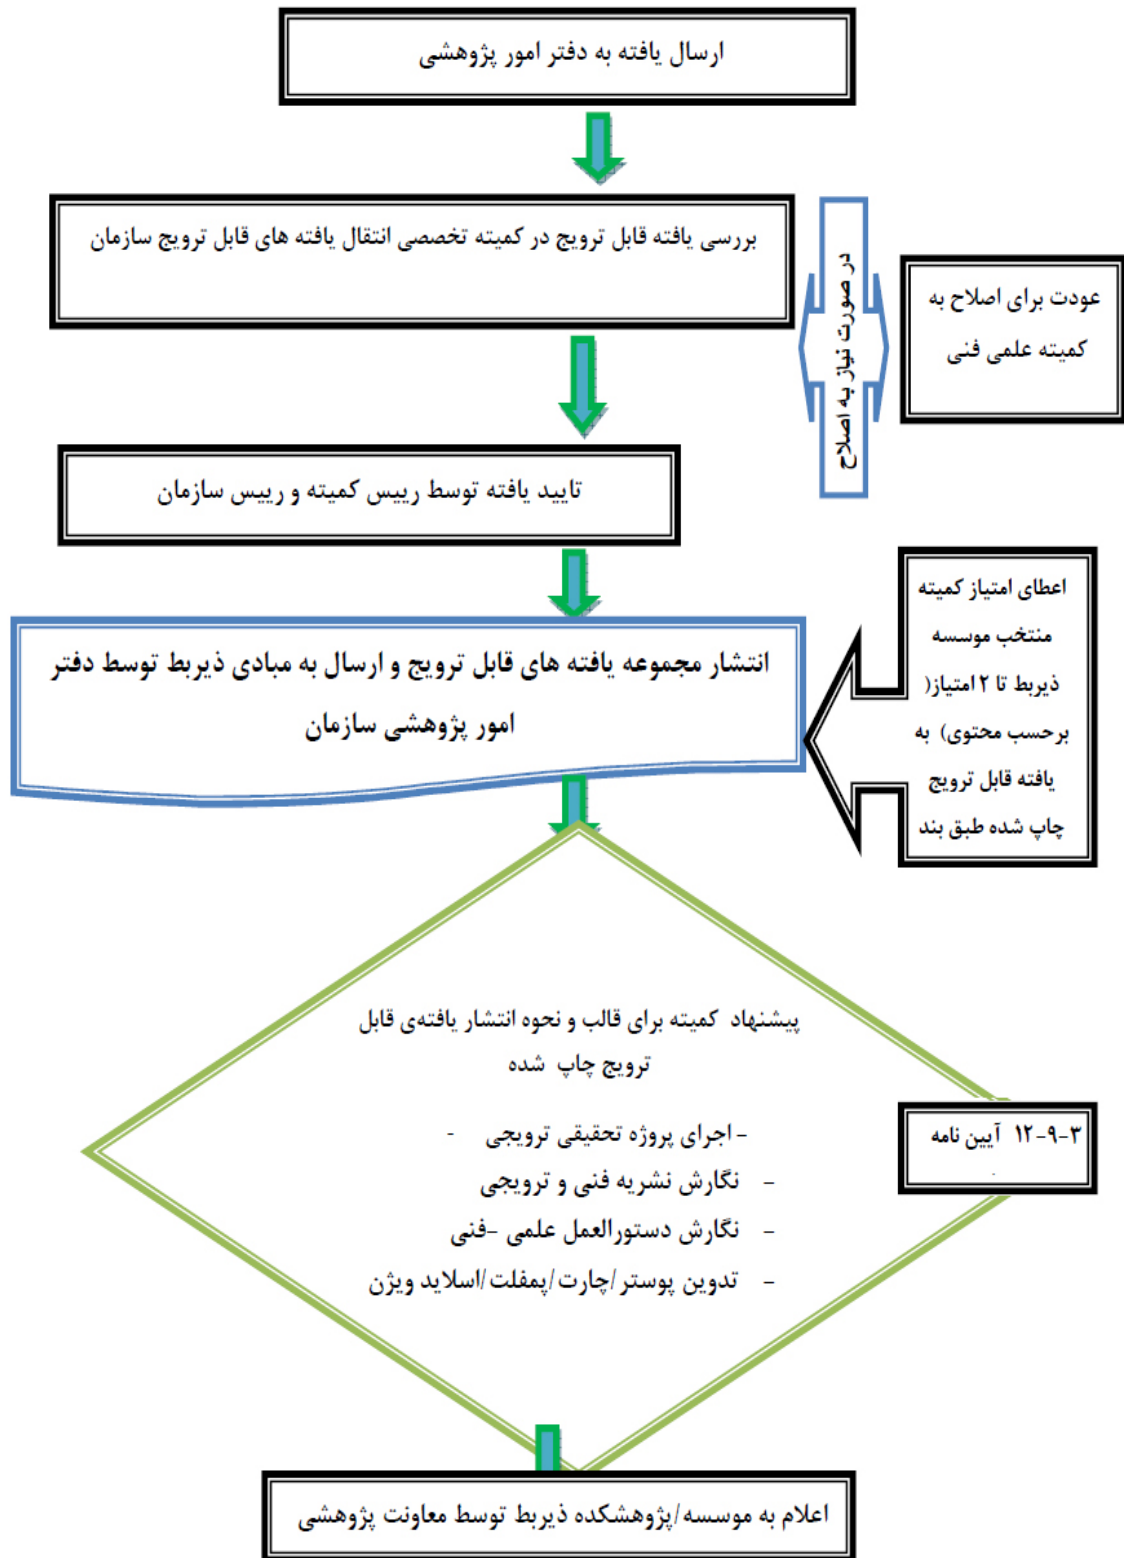 ارسال یافته به دفتر امور پژوهشی
بررسی یافته قابل ترویج در کمیته تخصصی انتقال یافته های قابل ترویج سازمان
در صورت نیاز به اصلاح
عودت برای اصلاح به
کمیته علمی فنی
تایید یافته توسط رییس کمیته و رییس سازمان
انتشار مجموعه یافته های قابل ترویج و ارسال به مبادی ذیربط توسط دفتر
امور پژوهشی سازمان
اعطای امتیاز کمیته
منتخب موسسه
ذیربط تا ۲ امتیاز(
برحسب محتوی) به
یافته قابل ترویج
چاپ شده طبق بند
پیشنهاد کمیته برای قالب و نحوه انتشار یافته‌ی قابل
ترویج چاپ شده
- اجرای پروژه تحقیقی ترویجی -
- نگارش نشریه فنی و ترویجی
- نگارش دستورالعمل علمی -فنی
- تدوین پوستر/چارت/پمفلت/اسلاید ویژن
۱۲-۹-۳ آیین نامه
.
اعلام به موسسه/پژوهشکده ذیربط توسط معاونت پژوهشی